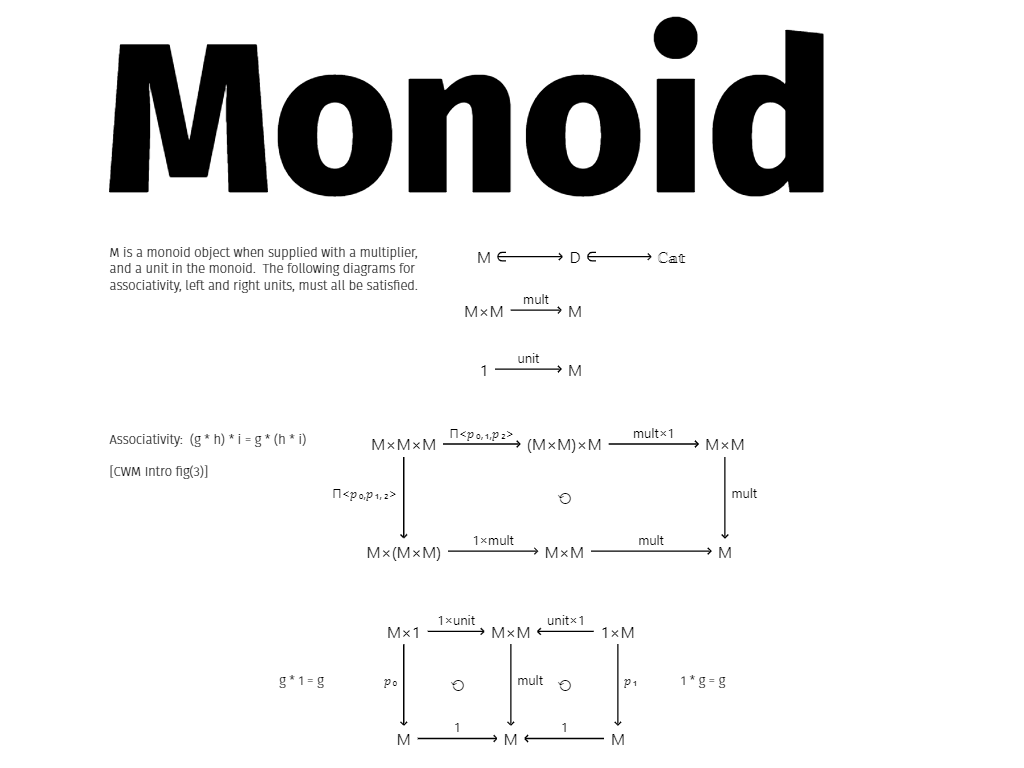 Monoid
M is a monoid object when supplied with a multiplier,
and a unit in the monoid. The following diagrams for
associativity, left and right units, must all be satisfied.
M ∈ D ∈ Cat
mult
M×M M
unit
1 M
Associativity: (g * h) * i = g * (h * i)
[CWM Intro fig(3)]
Π<p₀,₁,p₂> mult×1
M×M×M (M×M)×M M×M
Π<p₀,p₁,₂> mult
1×mult mult
M×(M×M) M×M M
1×unit unit×1
M×1 M×M 1×M
g * 1 = g p₀ mult p₁ 1 * g = g
1 1
M M M